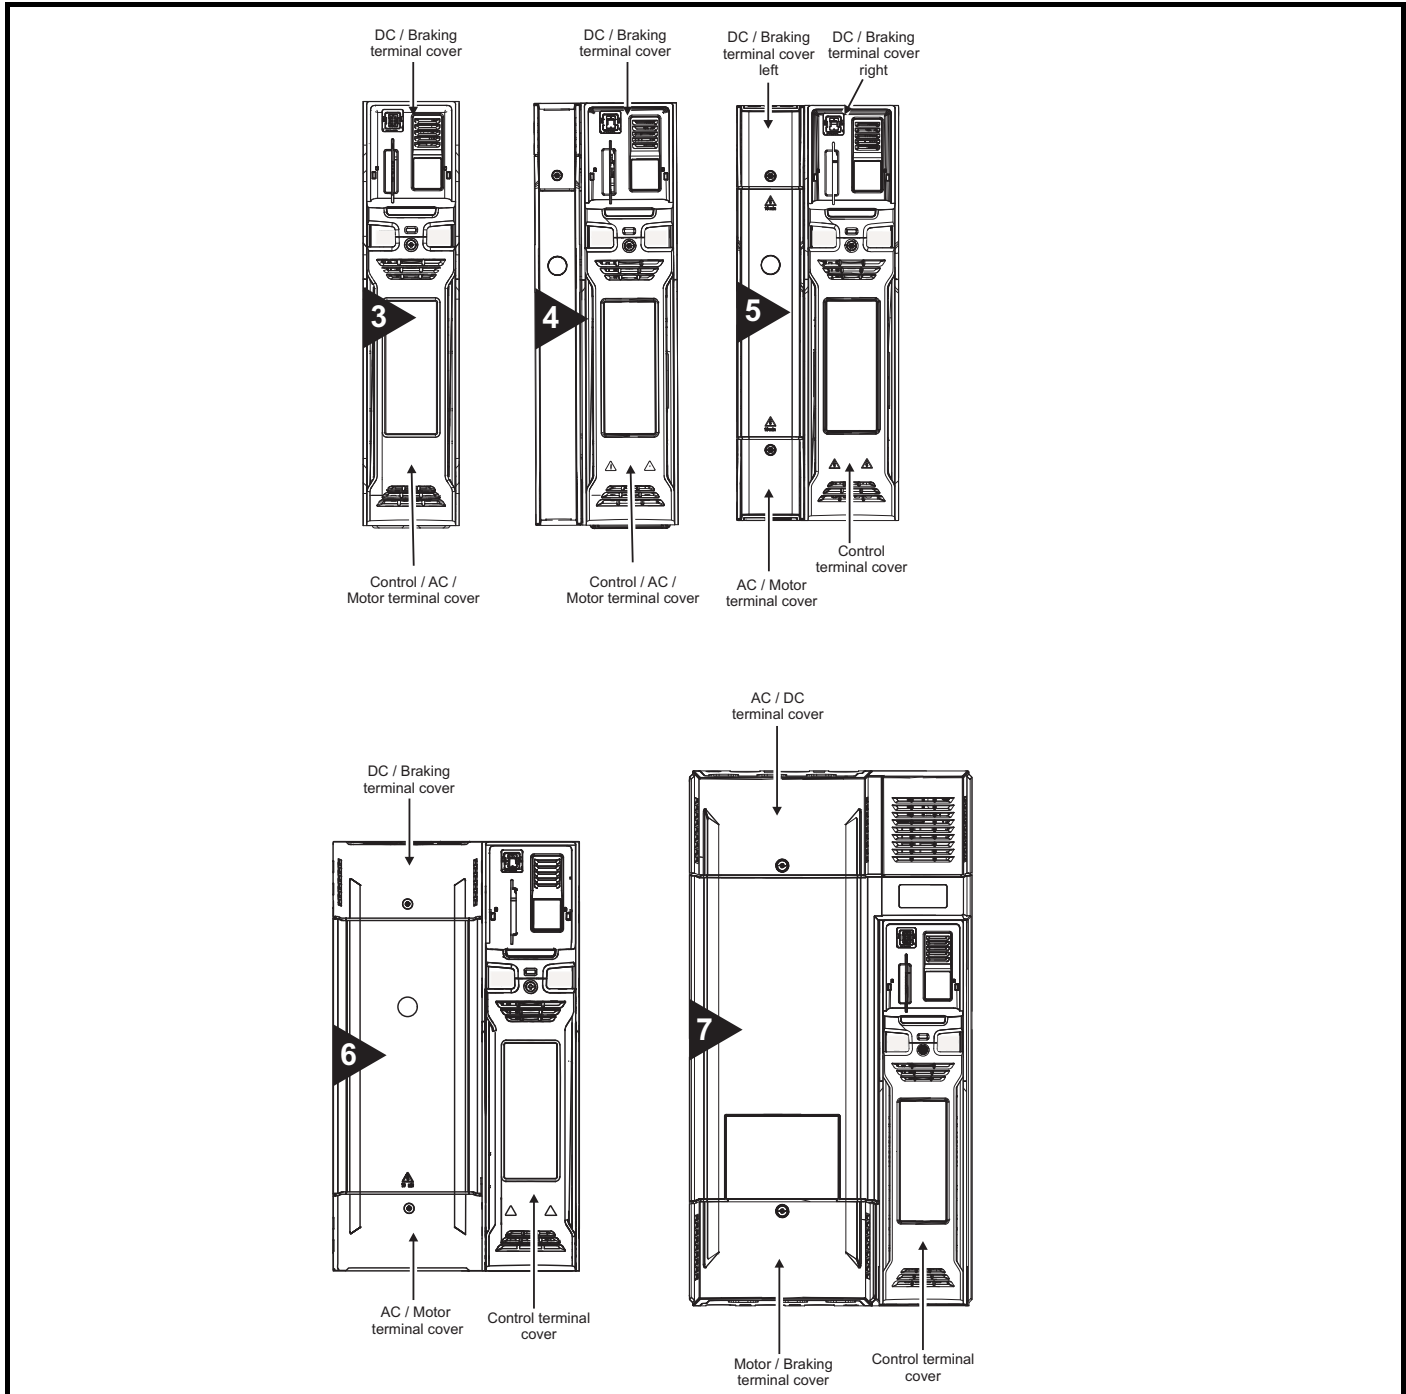 DC / Braking
terminal cover
DC / Braking
terminal cover
DC / Braking
terminal cover
left
DC / Braking
terminal cover
right
3
4
5
Control / AC /
Motor terminal cover
Control / AC /
Motor terminal cover
AC / Motor
terminal cover
Control
terminal cover
AC / DC
terminal cover
DC / Braking
terminal cover
6
7
AC / Motor
terminal cover
Control terminal
cover
Motor / Braking
terminal cover
Control terminal
cover